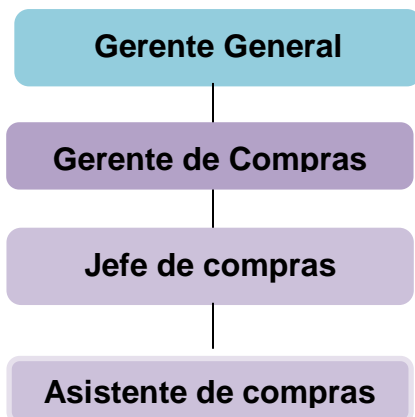 Gerente General
Gerente de Compras
Jefe de compras
Asistente de compras